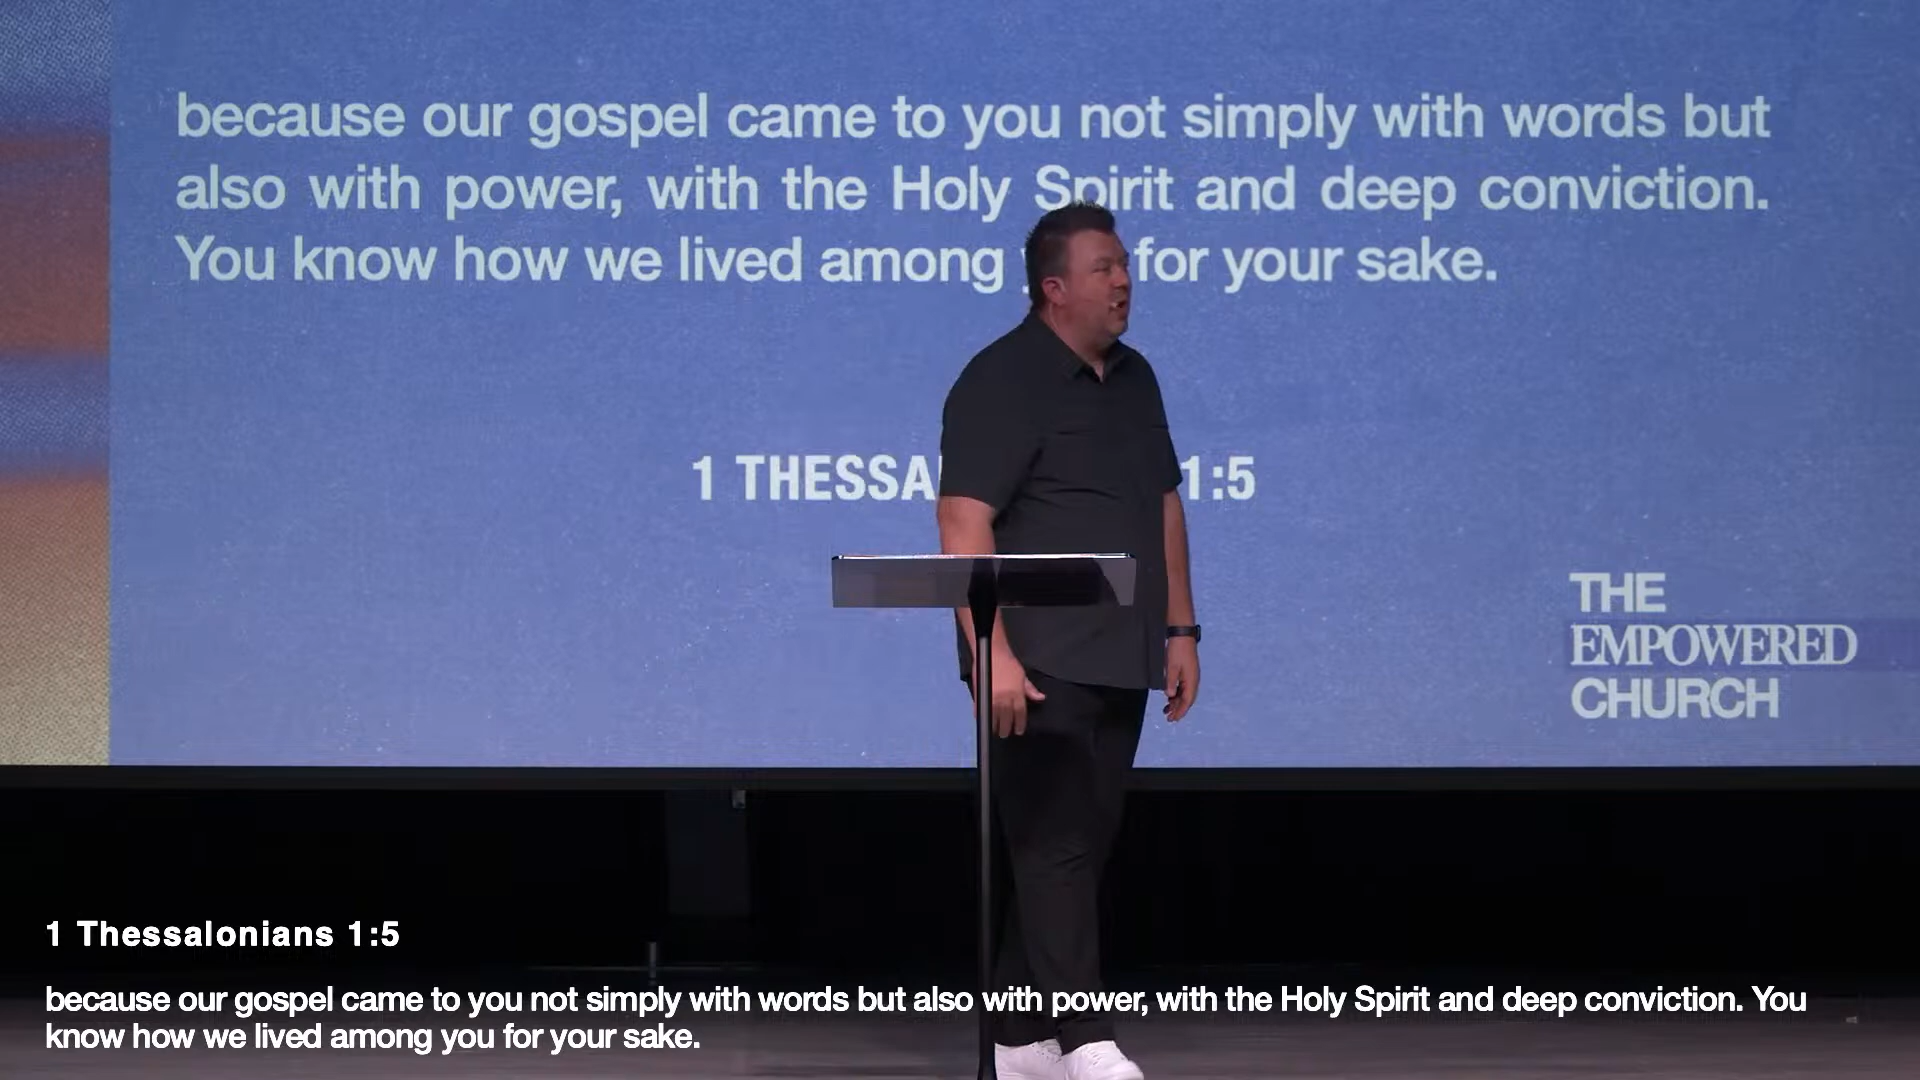 because our gospel came to you not simply with words but
also with power, with the Holy Spirit and deep conviction.
You know how we lived among for your sake.
1 THESSA 1:5
THE
EMPOWERED
CHURCH
1 Thessalonians 1:5
because our gospel came to you not simply with words but also with power, with the Holy Spirit and deep conviction. You
know how we lived among you for your sake.